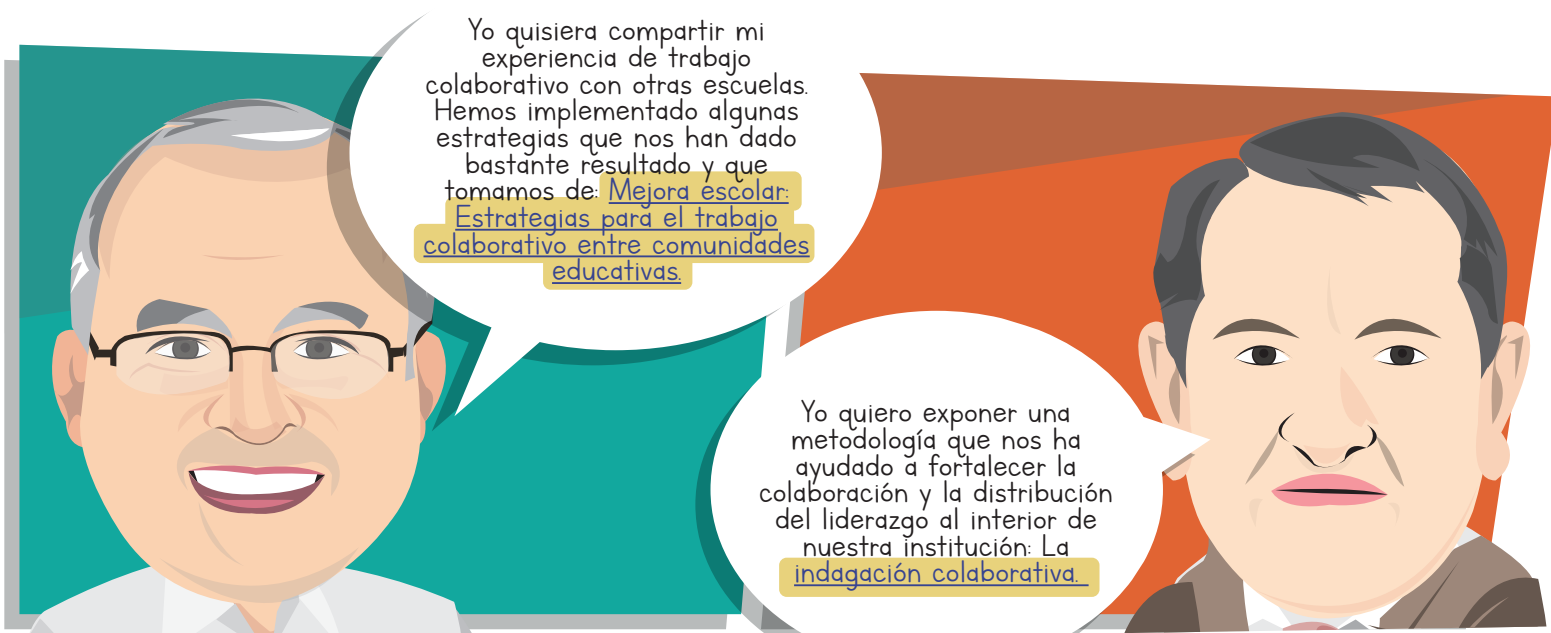 Yo quisiera compartir mi
experiencia de trabajo
colaborativo con otras escuelas.
Hemos implementado algunas
estrategias que nos han dado
bastante resultado y que
tomamos de: Mejora escolar:
Estrategias para el trabajo
colaborativo entre comunidades
educativas.
Yo quiero exponer una
metodología que nos ha
ayudado a fortalecer la
colaboración y la distribución
del liderazgo al interior de
nuestra institución: La
indagación colaborativa.